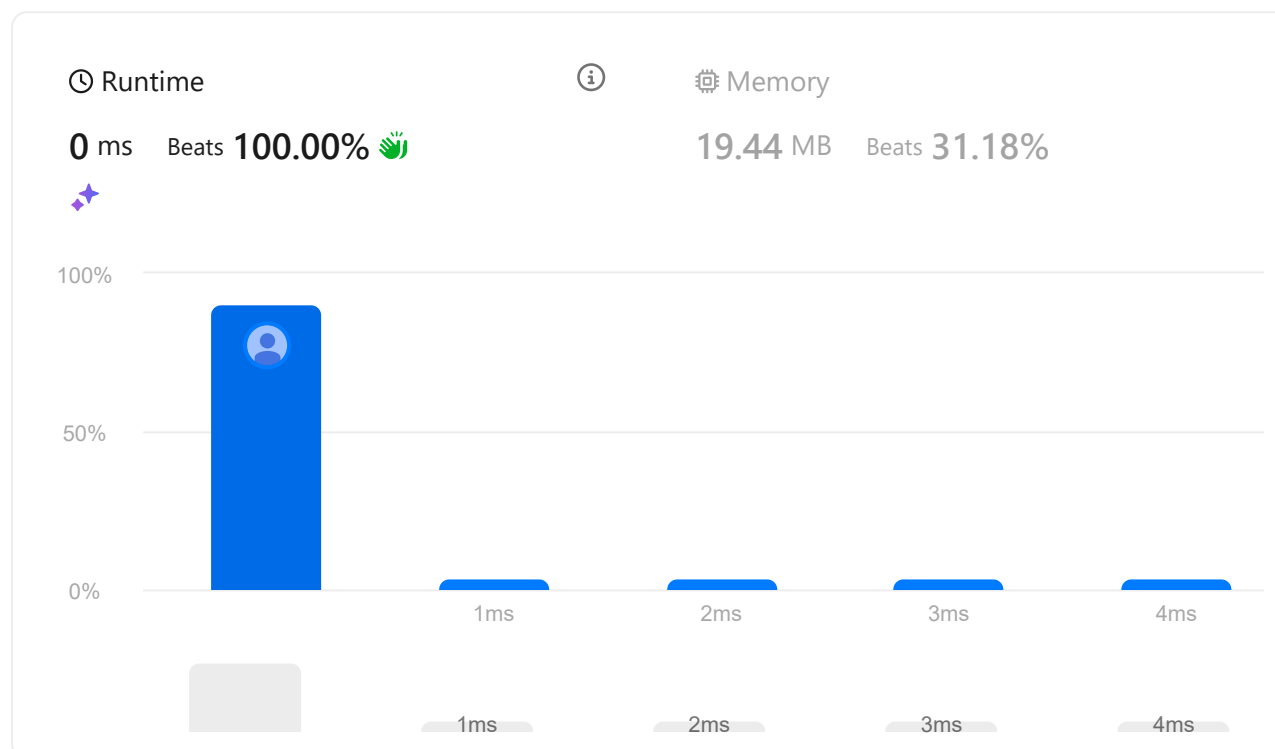 Runtime
Memory
0 ms Beats 100.00%
19.44 MB Beats 31.18%
100%
50%
0%
1ms 2ms 3ms 4ms
1ms 2ms 3ms 4ms